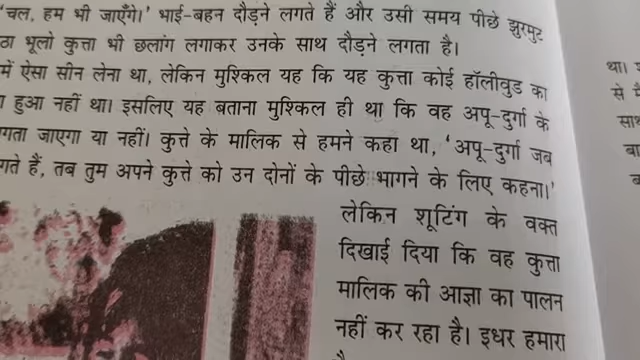 'चल, हम भी जाएँगे।' भाई-बहन दौड़ने लगते हैं और उसी समय पीछे झुरमुट
ठा भूलो कुत्ता भी छलांग लगाकर उनके साथ दौड़ने लगता है।
में ऐसा सीन लेना था, लेकिन मुश्किल यह कि यह कुत्ता कोई हॉलीवुड का
हुआ नहीं था। इसलिए यह बताना मुश्किल ही था कि वह अपू-दुर्गा के
गता जाएगा या नहीं। कुत्ते के मालिक से हमने कहा था, 'अपू-दुर्गा जब
गते हैं, तब तुम अपने कुत्ते को उन दोनों के पीछे भागने के लिए कहना।'
लेकिन शूटिंग के वक्त
दिखाई दिया कि वह कुत्ता
मालिक की आज्ञा का पालन
नहीं कर रहा है। इधर हमारा
था।
से
साथ
बा